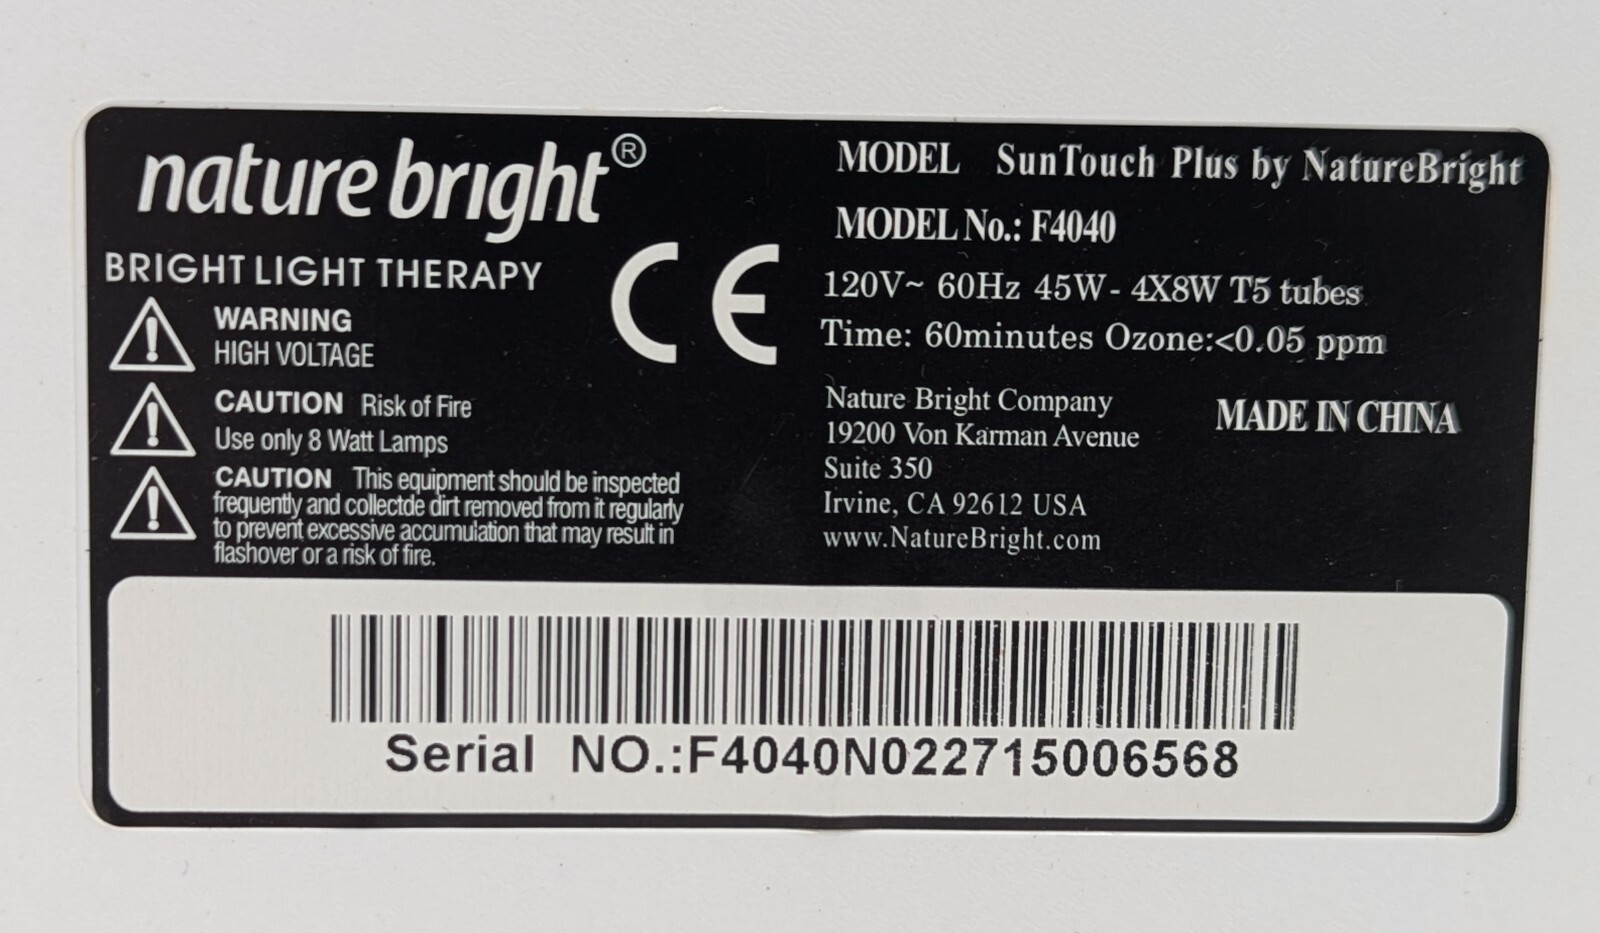 nature bright®
BRIGHT LIGHT THERAPY
WARNING
HIGH VOLTAGE
CAUTION Risk of Fire
Use only 8 Watt Lamps
CAUTION This equipment should be inspected
frequently and collectde dirt removed from it regularly
to prevent excessive accumulation that may result in
flashover or a risk of fire.
CE
MODEL SunTouch Plus by NatureBright
MODEL No.: F4040
120V~ 60Hz 45W- 4X8W T5 tubes
Time: 60minutes Ozone:<0.05 ppm
Nature Bright Company
19200 Von Karman Avenue
Suite 350
Irvine, CA 92612 USA
www.NatureBright.com
MADE IN CHINA
Serial NO.:F4040N022715006568